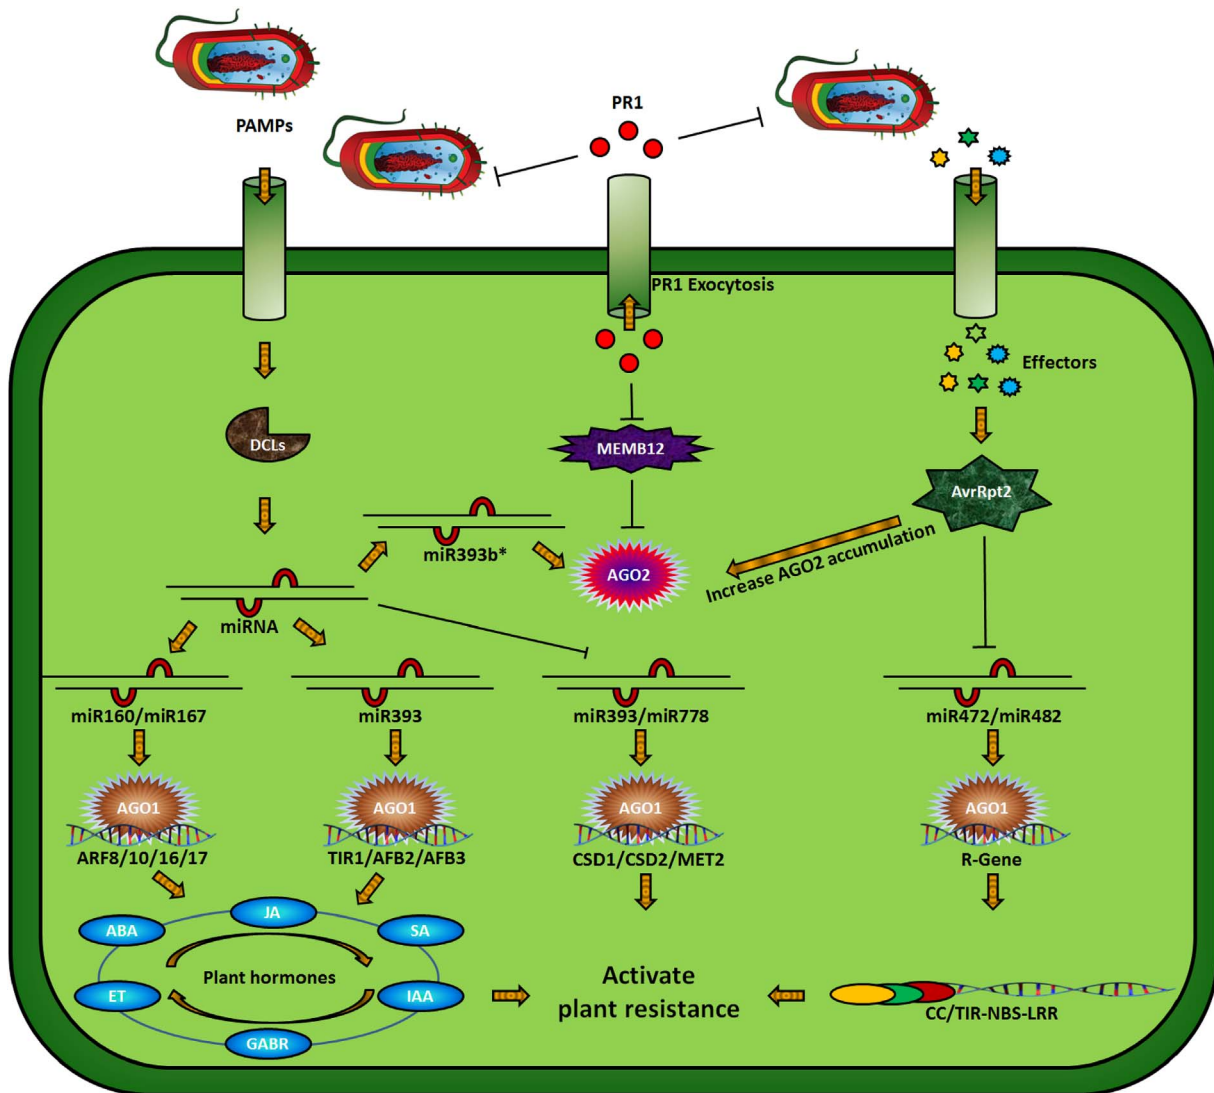 PAMPs
PR1
PR1 Exocytosis
Effectors
DCLs
MEMB12
AvrRpt2
miR393b*
AGO2
Increase AGO2 accumulation
miRNA
miR160/miR167
miR393
miR393/miR778
miR472/miR482
AGO1
AGO1
AGO1
AGO1
ARF8/10/16/17
TIR1/AFB2/AFB3
CSD1/CSD2/MET2
R-Gene
JA
ABA
SA
Plant hormones
ET
IAA
GABR
Activate
plant resistance
CC/TIR-NBS-LRR